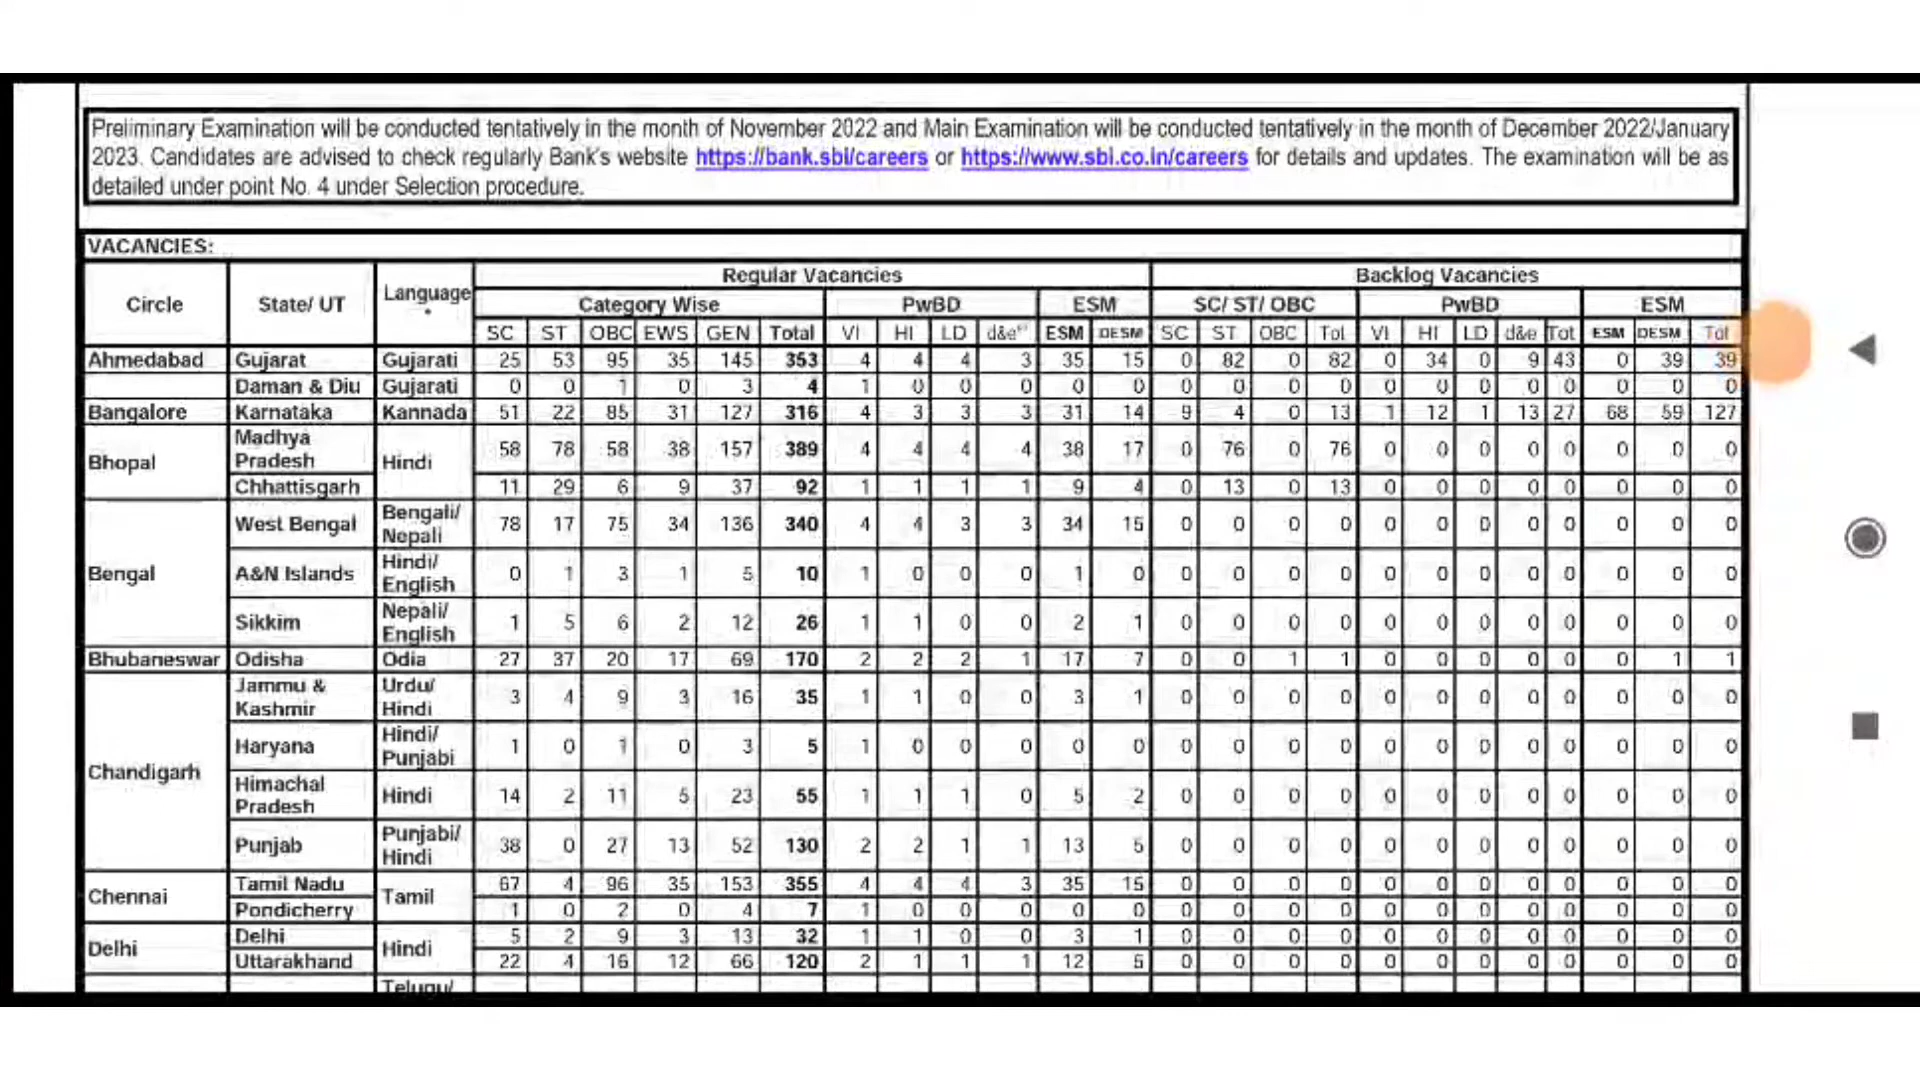 Preliminary Examination will be conducted tentatively in the month of November 2022 and Main Examination will be conducted tentatively in the month of December 2022/January
2023. Candidates are advised to check regularly Bank's website https://bank.sbi/careers or https://www.sbi.co.in/careers for details and updates. The examination will be as
detailed under point No. 4 under Selection procedure.
VACANCIES:
Circle State/ UT Language * Regular Vacancies Backlog Vacancies
Category Wise PwBD ESM SC/ ST/ OBC PwBD ESM
SC ST OBC EWS GEN Total VI HI LD d&e** ESM DESM SC ST OBC Tol VI HI LD d&e Tot ESM DESM Tot
Ahmedabad Gujarat Gujarati 25 53 95 35 145 353 4 4 4 3 35 15 0 82 0 82 0 34 0 9 43 0 39 39
Daman & Diu Gujarati 0 0 1 0 3 4 1 0 0 0 0 0 0 0 0 0 0 0 0 0 0 0 0 0
Bangalore Karnataka Kannada 51 22 85 31 127 316 4 3 3 3 31 14 9 4 0 13 1 12 1 13 27 68 59 127
Bhopal Madhya Pradesh Hindi 58 78 58 38 157 389 4 4 4 4 38 17 0 76 0 76 0 0 0 0 0 0 0 0
Chhattisgarh 11 29 6 9 37 92 1 1 1 1 9 4 0 13 0 13 0 0 0 0 0 0 0 0
Bengal West Bengal Bengali/ Nepali 78 17 75 34 136 340 4 4 3 3 34 15 0 0 0 0 0 0 0 0 0 0 0 0
A&N Islands Hindi/ English 0 1 3 1 5 10 1 0 0 0 1 0 0 0 0 0 0 0 0 0 0 0 0 0
Sikkim Nepali/ English 1 5 6 2 12 26 1 1 0 0 2 1 0 0 0 0 0 0 0 0 0 0 0 0
Bhubaneswar Odisha Odia 27 37 20 17 69 170 2 2 2 1 17 7 0 0 1 1 0 0 0 0 0 0 1 1
Chandigarh Jammu & Kashmir Urdu/ Hindi 3 4 9 3 16 35 1 1 0 0 3 1 0 0 0 0 0 0 0 0 0 0 0 0
Haryana Hindi/ Punjabi 1 0 1 0 3 5 1 0 0 0 0 0 0 0 0 0 0 0 0 0 0 0 0 0
Himachal Pradesh Hindi 14 2 11 5 23 55 1 1 1 0 5 2 0 0 0 0 0 0 0 0 0 0 0 0
Punjab Punjabi/ Hindi 38 0 27 13 52 130 2 2 1 1 13 5 0 0 0 0 0 0 0 0 0 0 0 0
Chennai Tamil Nadu Tamil 67 4 96 35 153 355 4 4 4 3 35 15 0 0 0 0 0 0 0 0 0 0 0 0
Pondicherry 1 0 2 0 4 7 1 0 0 0 0 0 0 0 0 0 0 0 0 0 0 0 0 0
Delhi Delhi Hindi 5 2 9 3 13 32 1 1 0 0 3 1 0 0 0 0 0 0 0 0 0 0 0 0
Uttarakhand 22 4 16 12 66 120 2 1 1 1 12 5 0 0 0 0 0 0 0 0 0 0 0 0
Telugu/